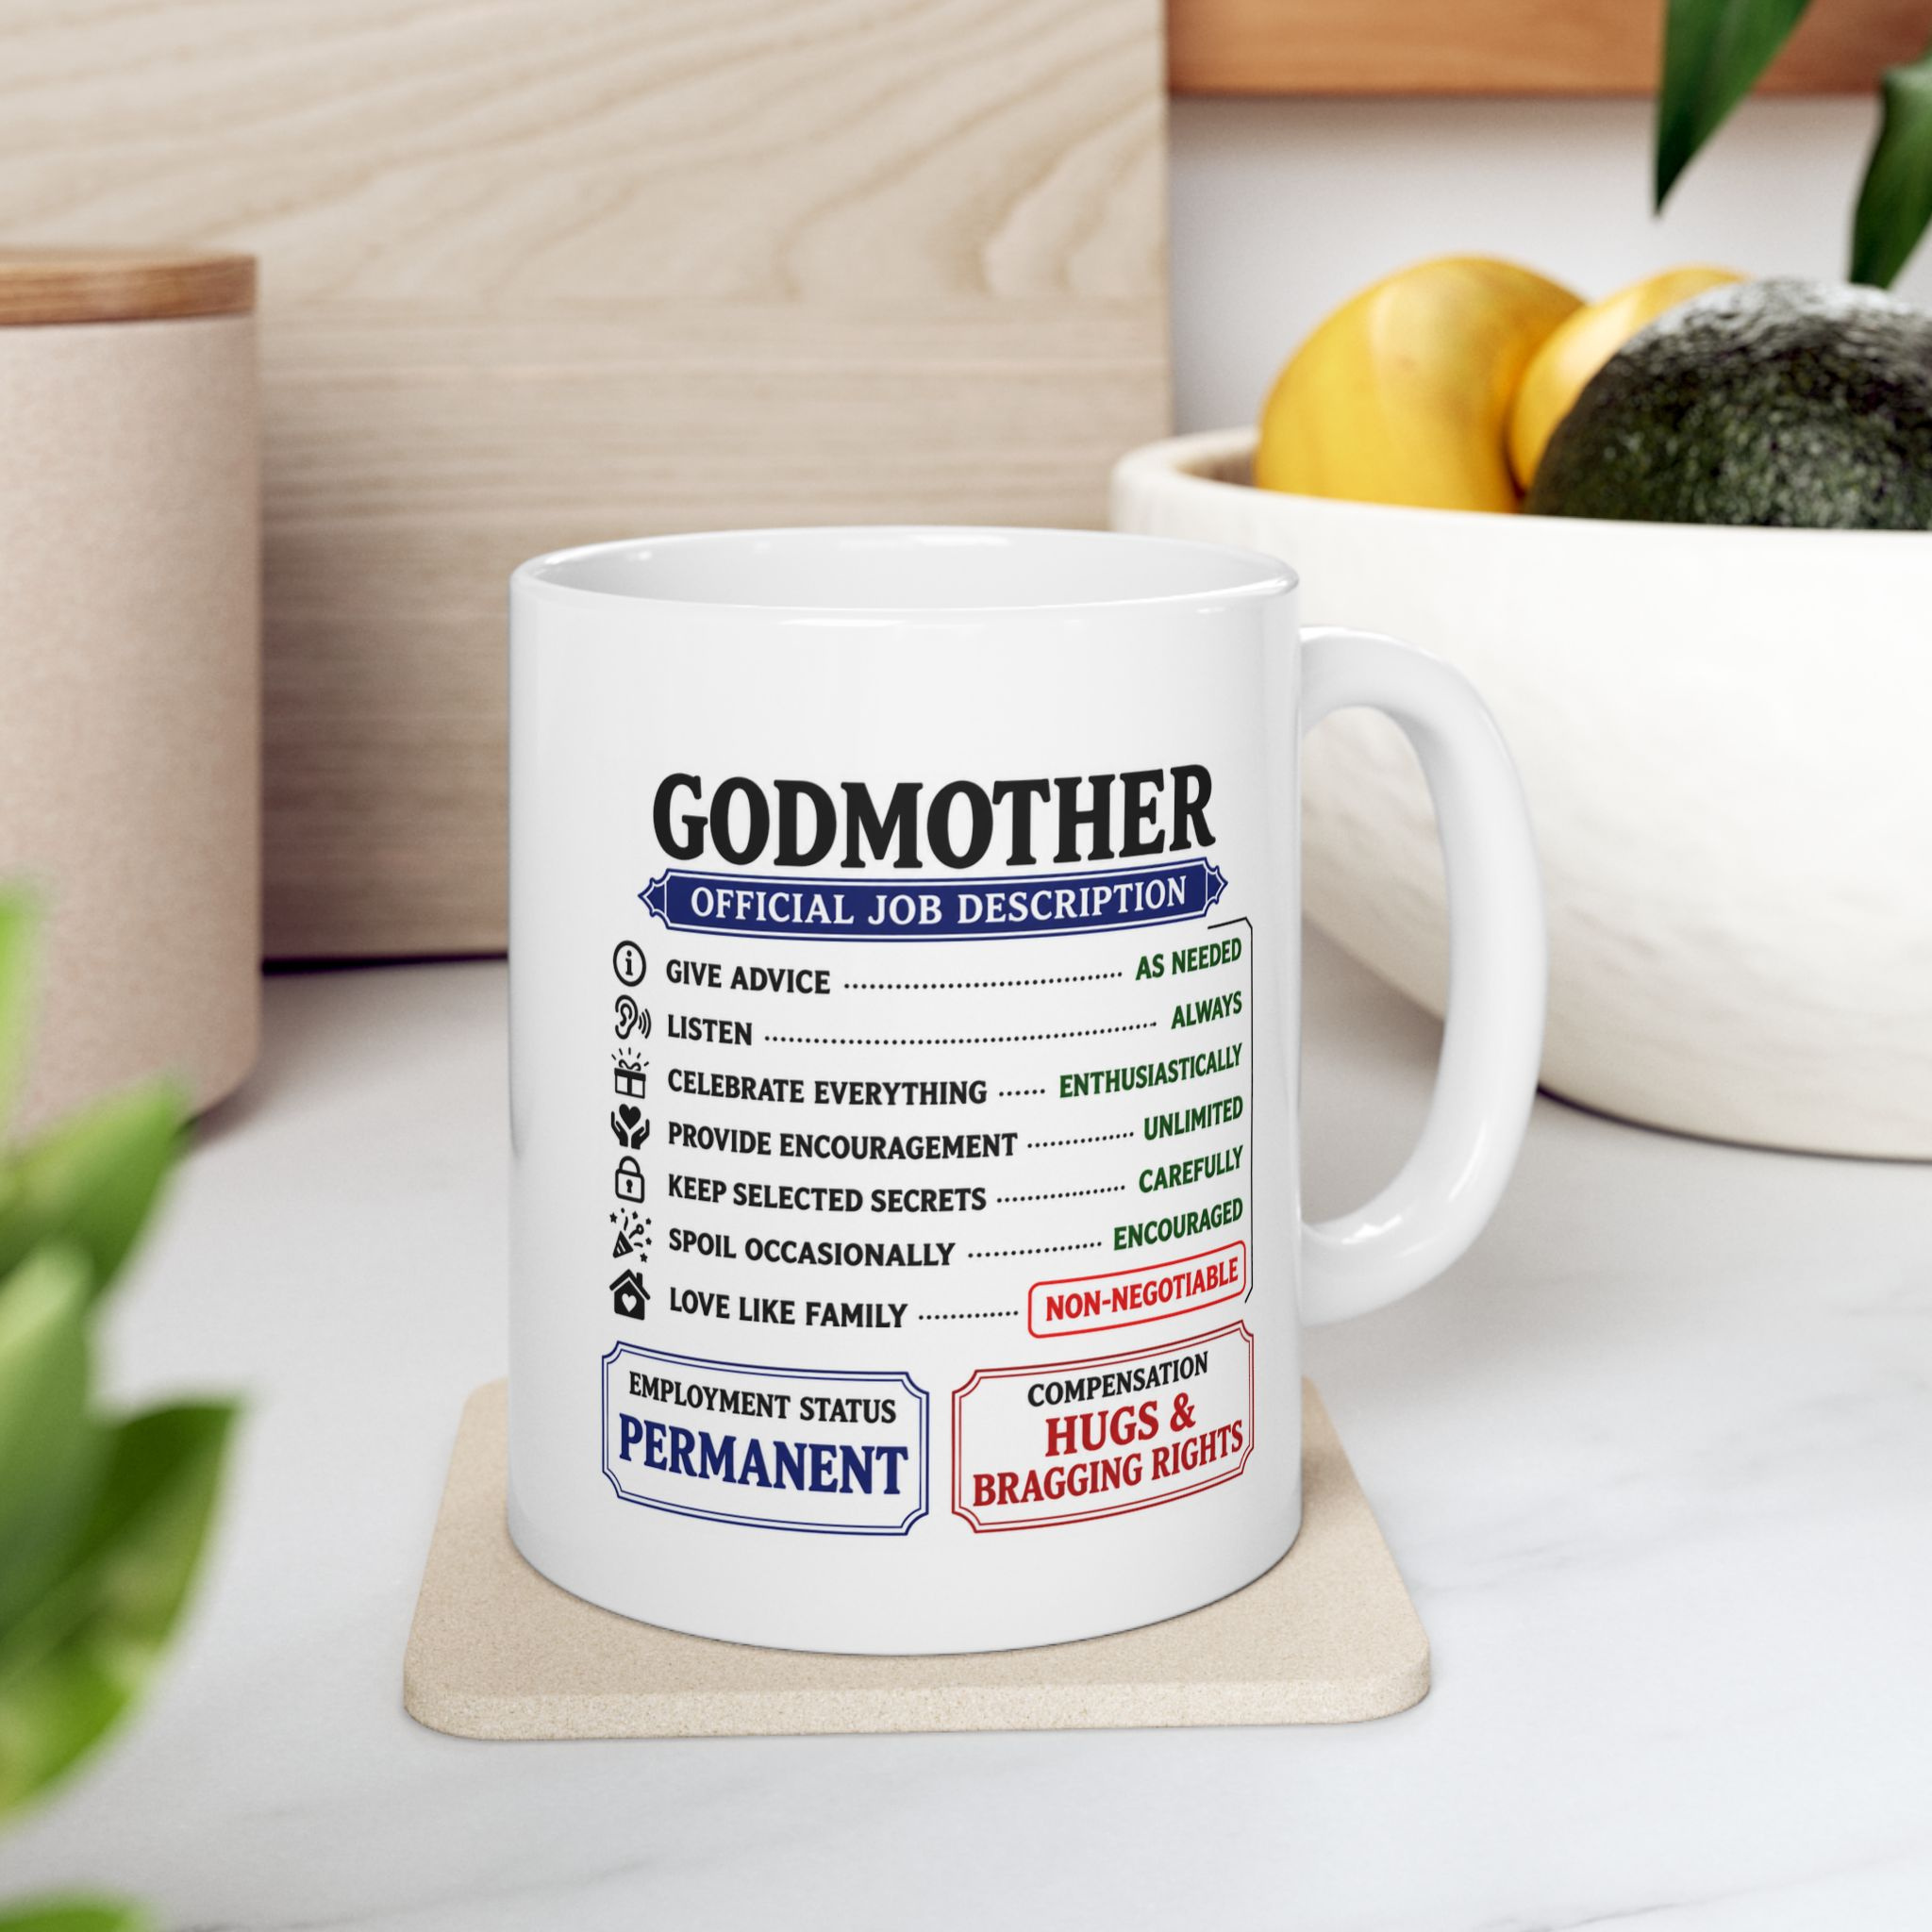 GODMOTHER
OFFICIAL JOB DESCRIPTION
GIVE ADVICE ........................ AS NEEDED
LISTEN ........................ ALWAYS
CELEBRATE EVERYTHING ...... ENTHUSIASTICALLY
PROVIDE ENCOURAGEMENT ............... UNLIMITED
KEEP SELECTED SECRETS .................. CAREFULLY
SPOIL OCCASIONALLY .................. ENCOURAGED
LOVE LIKE FAMILY ............. NON-NEGOTIABLE
EMPLOYMENT STATUS
PERMANENT
COMPENSATION
HUGS &
BRAGGING RIGHTS